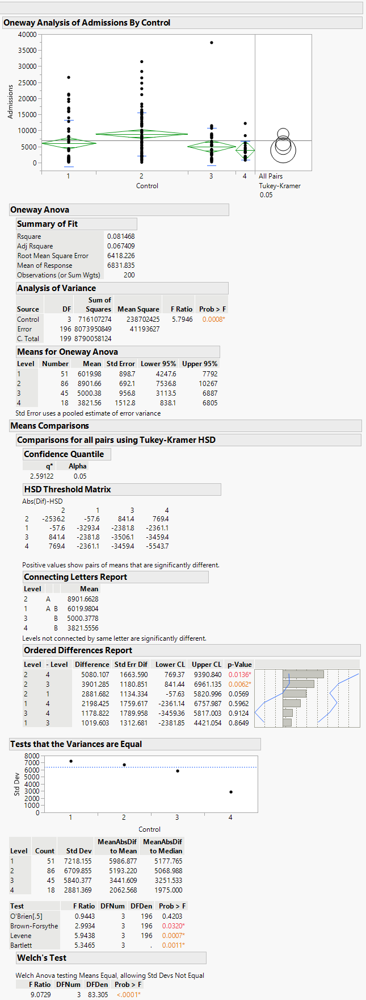 Oneway Analysis of Admissions By Control
40000
35000
30000
25000
20000
15000
10000
5000
0
Admissions
1 2 3 4
Control
All Pairs
Tukey-Kramer
0.05
Oneway Anova
Summary of Fit
Rsquare 0.081468
Adj Rsquare 0.067409
Root Mean Square Error 6418.226
Mean of Response 6831.835
Observations (or Sum Wgts) 200
Analysis of Variance
Sum of
Source DF Squares Mean Square F Ratio Prob > F
Control 3 716107274 238702425 5.7946 0.0008*
Error 196 8073950849 41193627
C. Total 199 8790058124
Means for Oneway Anova
Level Number Mean Std Error Lower 95% Upper 95%
1 51 6019.98 898.7 4247.6 7792
2 86 8901.66 692.1 7536.8 10267
3 45 5000.38 956.8 3113.5 6887
4 18 3821.56 1512.8 838.1 6805
Std Error uses a pooled estimate of error variance
Means Comparisons
Comparisons for all pairs using Tukey-Kramer HSD
Confidence Quantile
q* Alpha
2.59122 0.05
HSD Threshold Matrix
Abs(Dif)-HSD
2 1 3 4
2 -2536.2 -57.6 841.4 769.4
1 -57.6 -3293.4 -2381.8 -2361.1
3 841.4 -2381.8 -3506.1 -3459.4
4 769.4 -2361.1 -3459.4 -5543.7
Positive values show pairs of means that are significantly different.
Connecting Letters Report
Level Mean
2 A 8901.6628
1 A B 6019.9804
3 B 5000.3778
4 B 3821.5556
Levels not connected by same letter are significantly different.
Ordered Differences Report
Level - Level Difference Std Err Dif Lower CL Upper CL p-Value
2 4 5080.107 1663.590 769.37 9390.840 0.0136*
2 3 3901.285 1180.851 841.44 6961.135 0.0062*
2 1 2881.682 1134.334 -57.63 5820.996 0.0569
1 4 2198.425 1759.617 -2361.14 6757.987 0.5962
3 4 1178.822 1789.958 -3459.36 5817.003 0.9124
1 3 1019.603 1312.681 -2381.85 4421.054 0.8649
Tests that the Variances are Equal
8000
7000
6000
5000
4000
3000
2000
1000
0
Std Dev
1 2 3 4
Control
MeanAbsDif MeanAbsDif
Level Count Std Dev to Mean to Median
1 51 7218.155 5986.877 5177.765
2 86 6709.855 5193.220 5068.988
3 45 5840.377 3441.609 3251.533
4 18 2881.369 2062.568 1975.000
Test F Ratio DFNum DFDen Prob > F
O'Brien[.5] 0.9443 3 196 0.4203
Brown-Forsythe 2.9934 3 196 0.0320*
Levene 5.9438 3 196 0.0007*
Bartlett 5.3465 3 . 0.0011*
Welch's Test
Welch Anova testing Means Equal, allowing Std Devs Not Equal
F Ratio DFNum DFDen Prob > F
9.0729 3 83.305 <.0001*